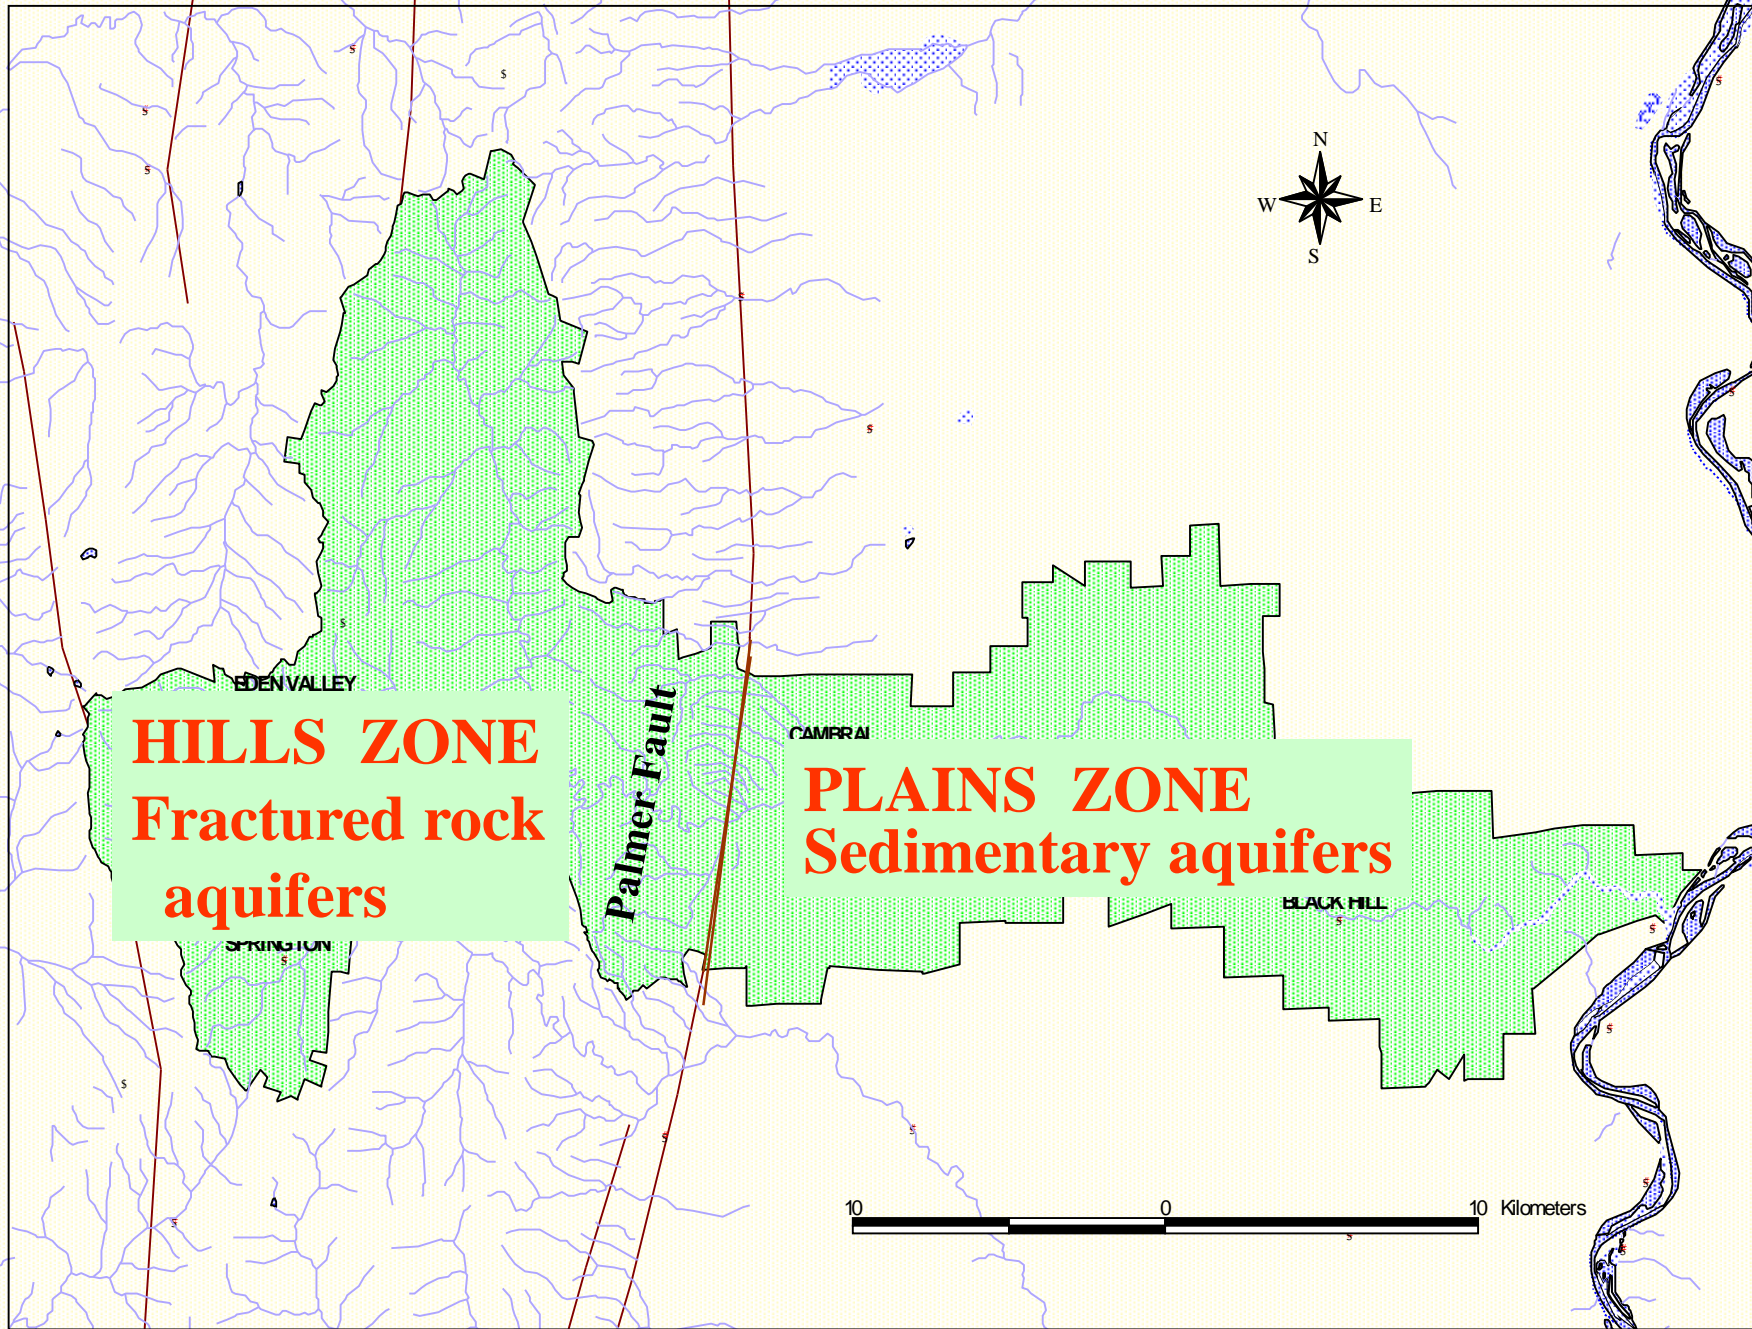 N
W E
S
EDEN VALLEY
HILLS ZONE
Fractured rock
aquifers
SPRINGTON
Palmer Fault
CAMBRAI
PLAINS ZONE
Sedimentary aquifers
BLACK HILL
10 0 10 Kilometers